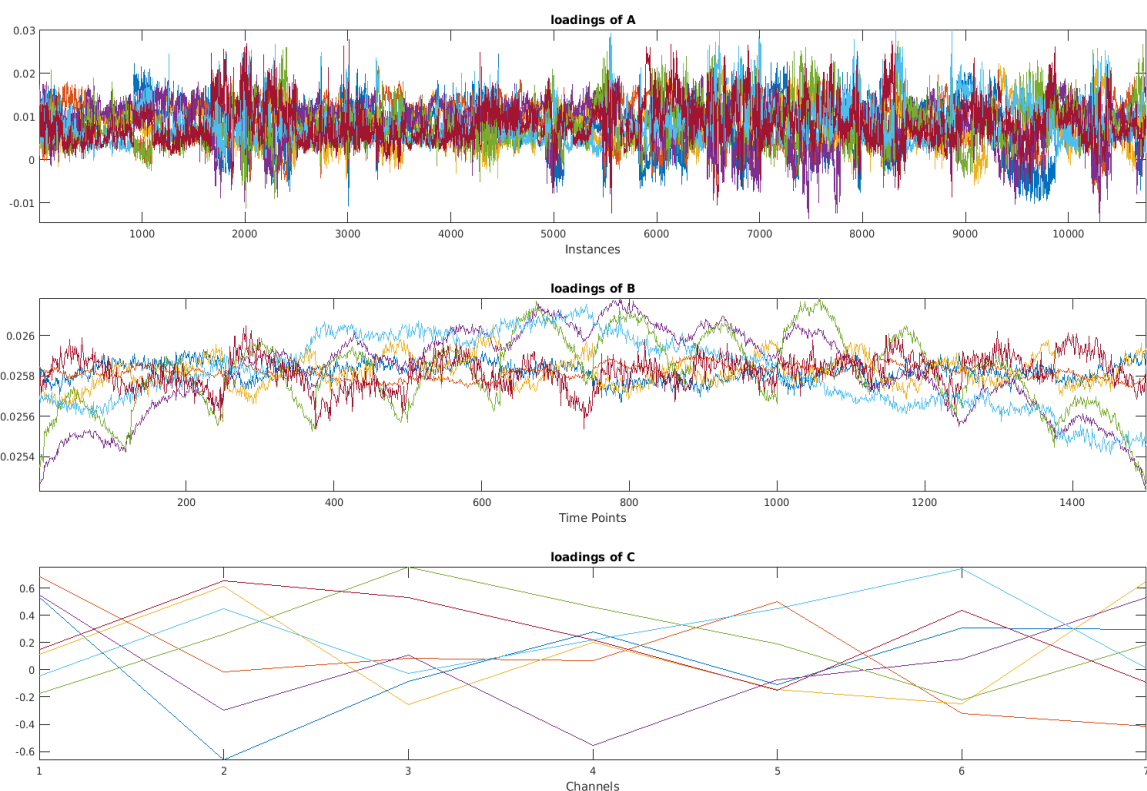 loadings of A
0.03
0.02
0.01
0
-0.01
1000 2000 3000 4000 5000 6000 7000 8000 9000 10000
Instances
loadings of B
0.026
0.0258
0.0256
0.0254
200 400 600 800 1000 1200 1400
Time Points
loadings of C
0.6
0.4
0.2
0
-0.2
-0.4
-0.6
1 2 3 4 5 6 7
Channels